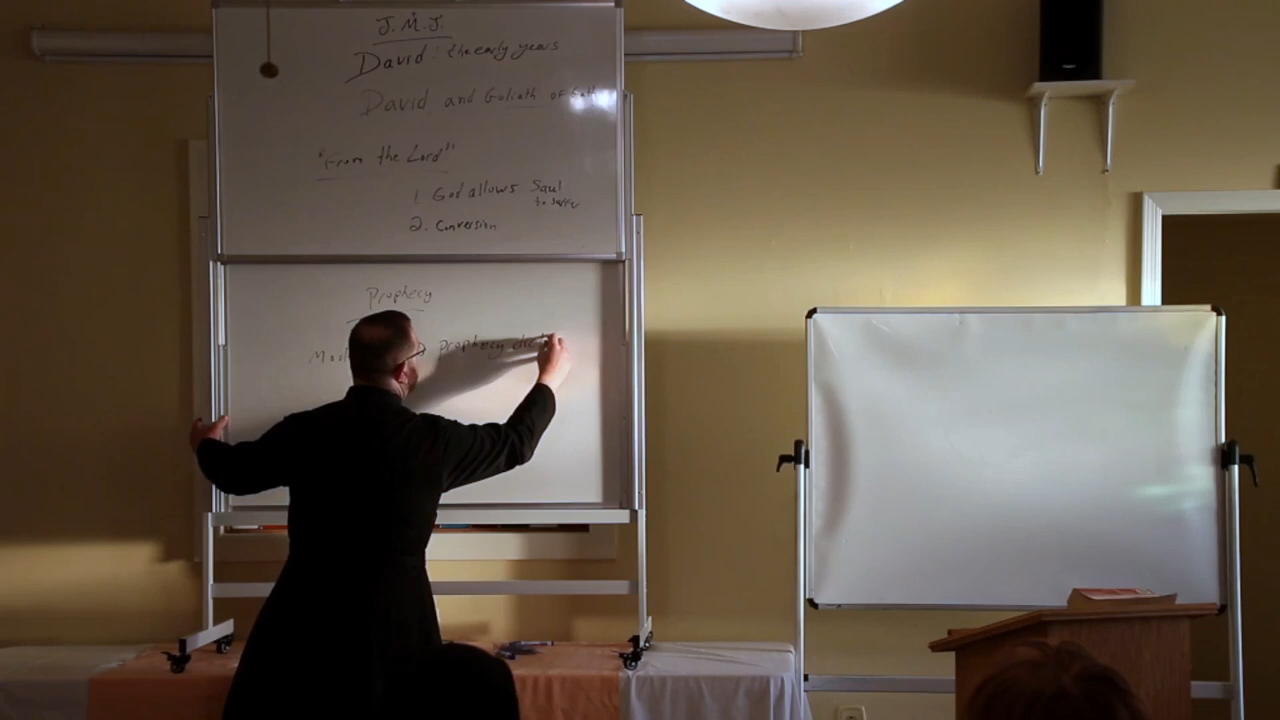 J.M.J.
David: the early years
David and Goliath of Gath
"From the Lord"
1. God allows Saul
to suffer
2. Conversion
Prophecy
prophecy